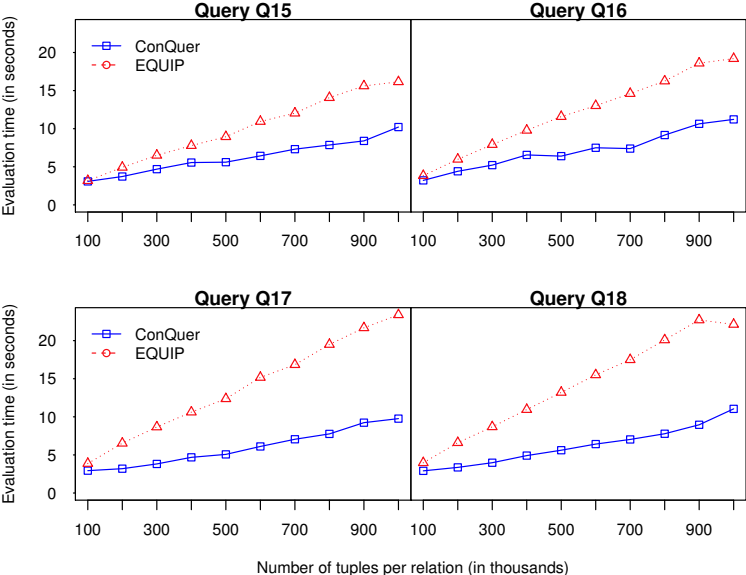 Query Q15
Query Q16
Evaluation time (in seconds)
20
15
10
5
0
ConQuer
EQUIP
100 300 500 700 900
100 300 500 700 900
Query Q17
Query Q18
Evaluation time (in seconds)
20
15
10
5
0
ConQuer
EQUIP
100 300 500 700 900
100 300 500 700 900
Number of tuples per relation (in thousands)